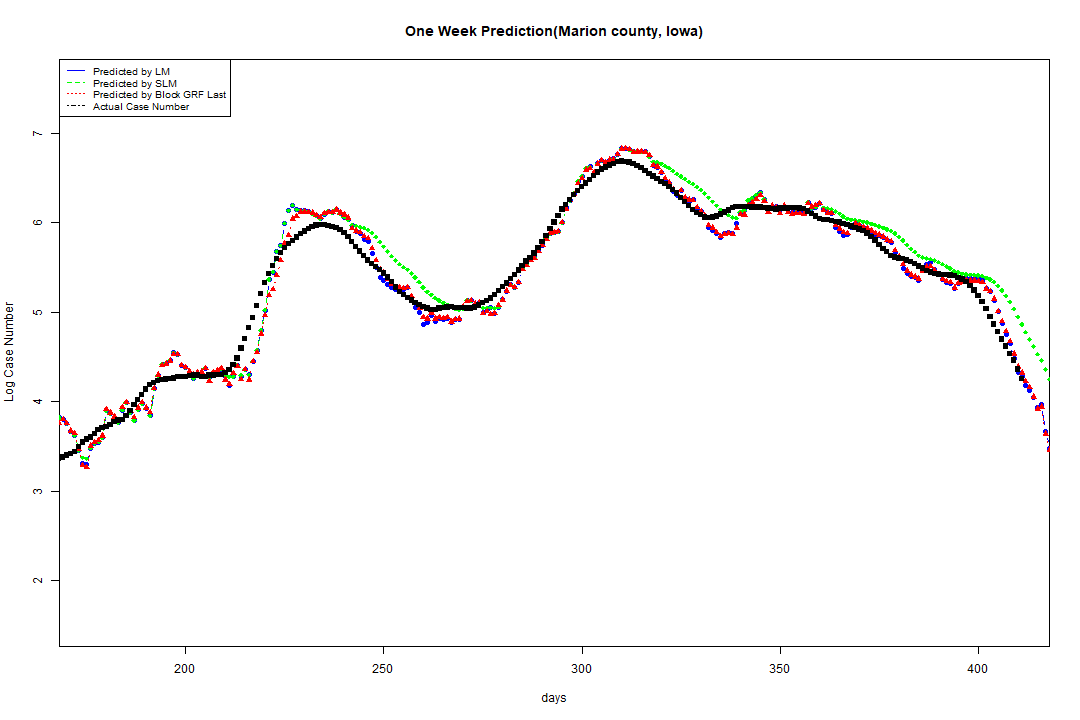 One Week Prediction(Marion county, Iowa)
Predicted by LM
Predicted by SLM
Predicted by Block GRF Last
Actual Case Number
7
6
5
4
3
2
Log Case Number
200 250 300 350 400
days